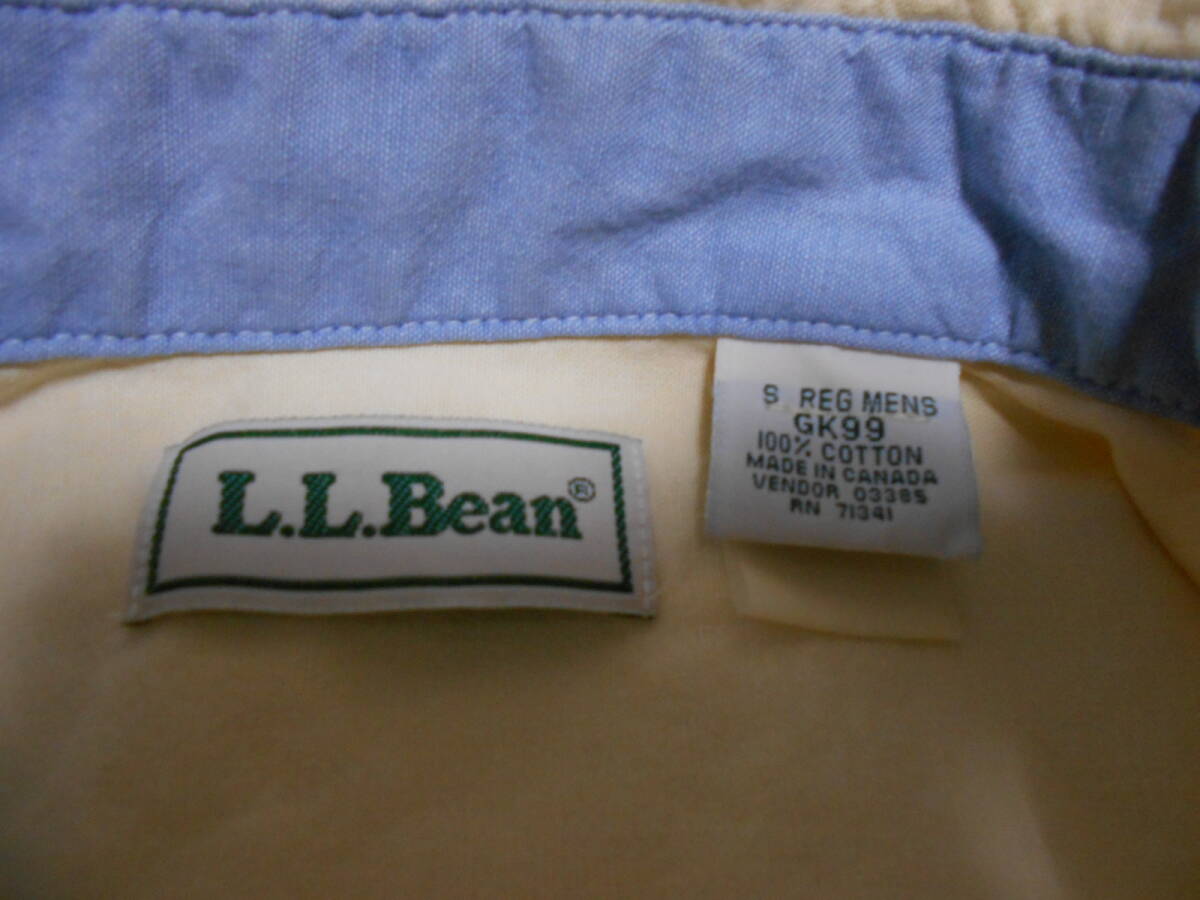 L.L.Bean®
S REG MENS
GK99
100% COTTON
MADE IN CANADA
VENDOR 03385
RN 71341